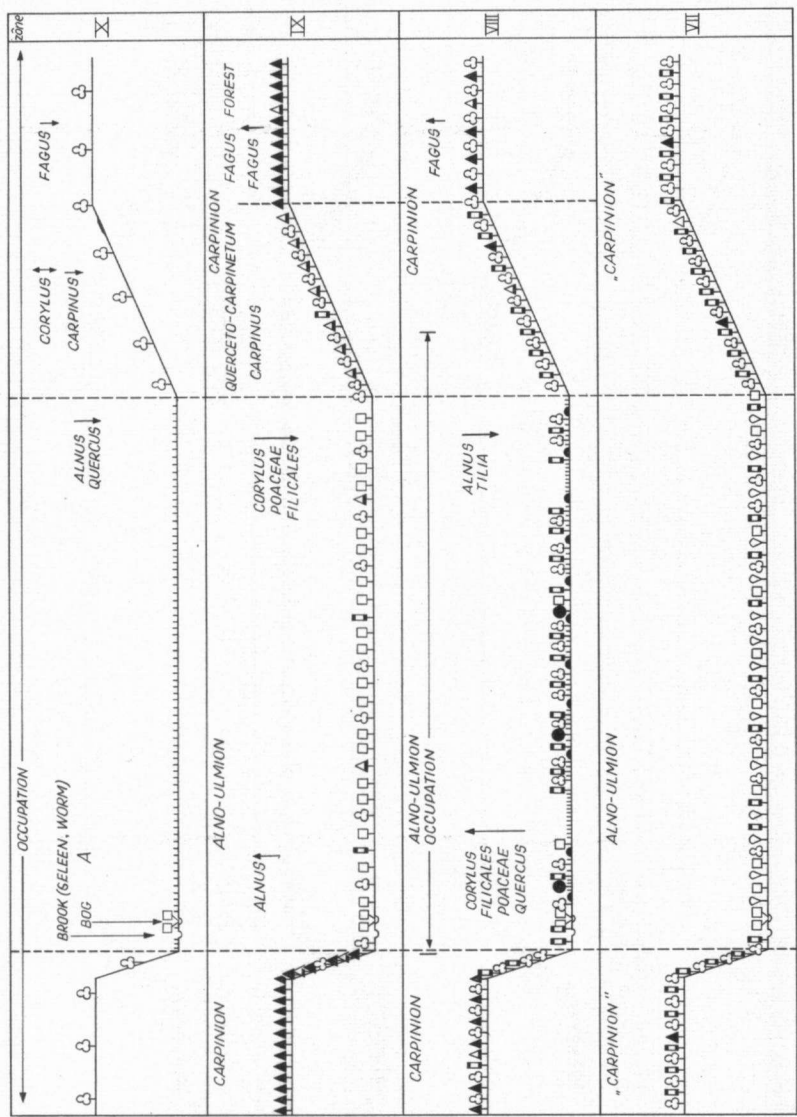 zône
X
OCCUPATION
BROOK (GELEEN, WORM)
BOG
A
ALNUS
QUERCUS
CORYLUS
CARPINUS
FAGUS
IX
CARPINION
ALNUS
ALNO-ULMION
CORYLUS
POACEAE
FILICALES
CARPINION
QUERCETO-CARPINETUM
CARPINUS
FAGUS FOREST
FAGUS
VIII
CARPINION
CORYLUS
FILICALES
POACEAE
QUERCUS
ALNO-ULMION
OCCUPATION
ALNUS
TILIA
CARPINION
FAGUS
VII
„CARPINION"
ALNO-ULMION
„CARPINION"